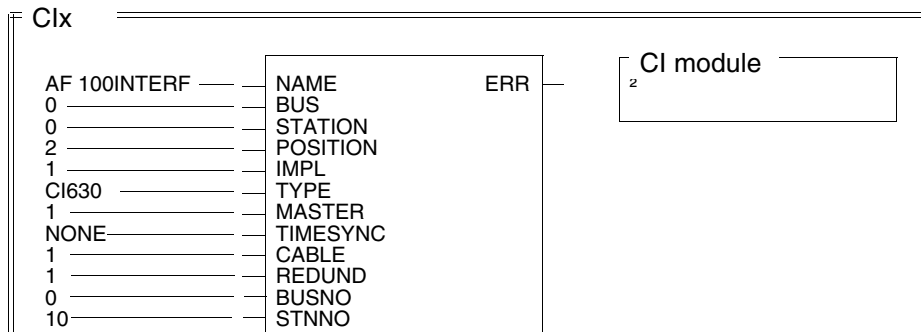 CIx
AF 100INTERF NAME ERR
0 BUS
0 STATION
2 POSITION
1 IMPL
CI630 TYPE
1 MASTER
NONE TIMESYNC
1 CABLE
1 REDUND
0 BUSNO
10 STNNO
CI module
2